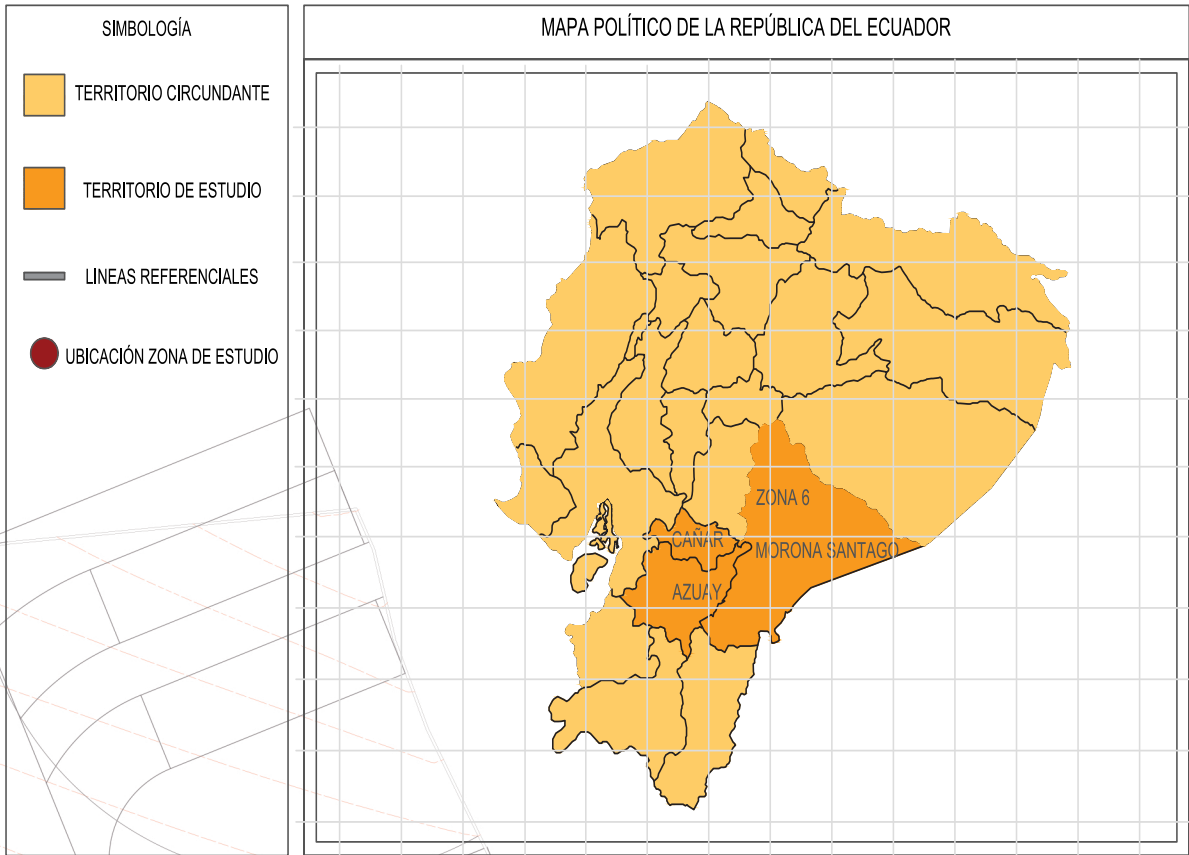 SIMBOLOGÍA
TERRITORIO CIRCUNDANTE
TERRITORIO DE ESTUDIO
LÍNEAS REFERENCIALES
UBICACIÓN ZONA DE ESTUDIO
MAPA POLÍTICO DE LA REPÚBLICA DEL ECUADOR
ZONA 6
CAÑAR
MORONA SANTAGO
AZUAY